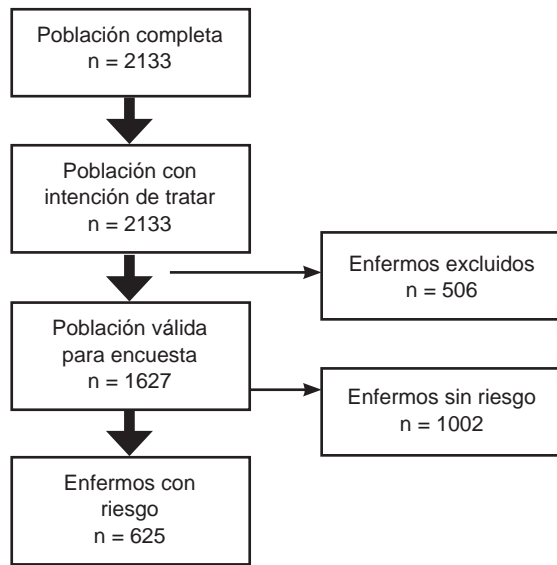 Población completa
n = 2133
Población con
intención de tratar
n = 2133
Enfermos excluidos
n = 506
Población válida
para encuesta
n = 1627
Enfermos sin riesgo
n = 1002
Enfermos con
riesgo
n = 625